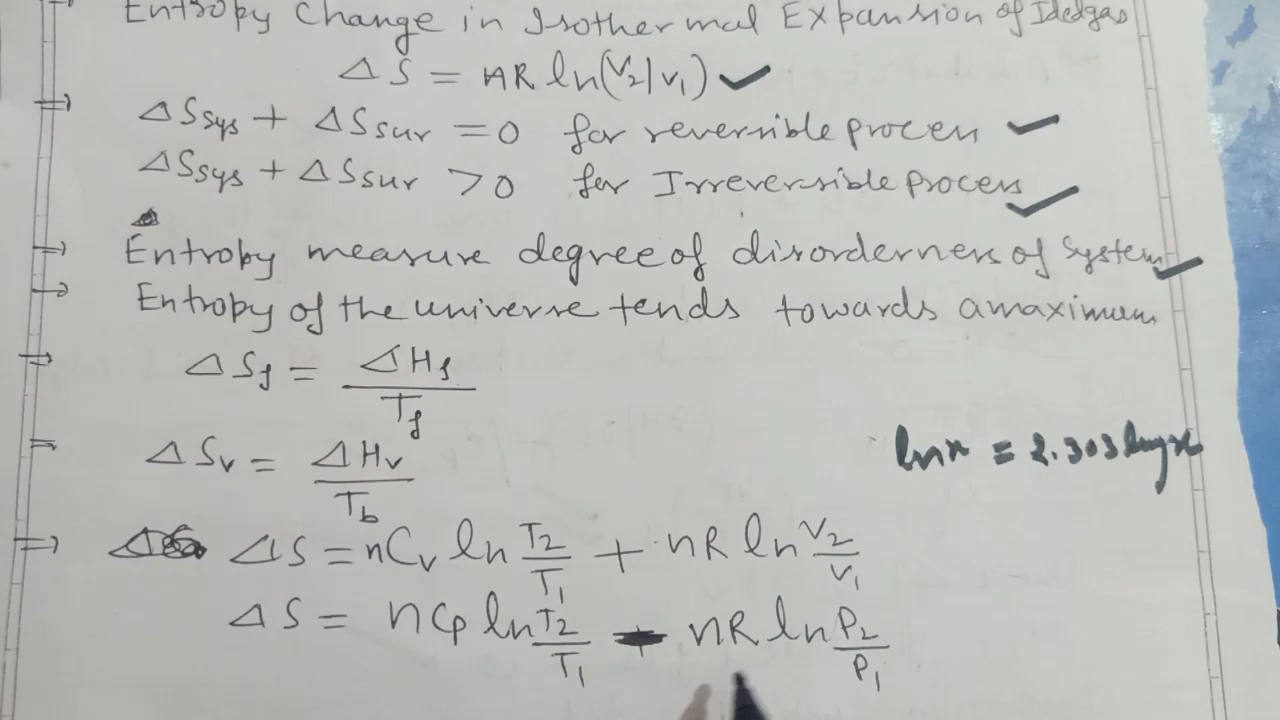 Entropy Change in Isothermal Expansion of Idealgas
ΔS = nR ln(V₂/V₁) ✓
⇒ ΔSsys + ΔSsur = 0 for reversible process ✓
ΔSsys + ΔSsur > 0 for Irreversible process ✓
⇒ Entropy measure degree of disorderness of system ✓
⇒ Entropy of the universe tends towards a maximum
⇒ ΔSf = ΔHf / Tf
⇒ ΔSv = ΔHv / Tb
ln x = 2.303 log x
⇒ ΔS = nCv ln T₂/T₁ + nR ln V₂/V₁
ΔS = nCp ln T₂/T₁ - nR ln P₂/P₁